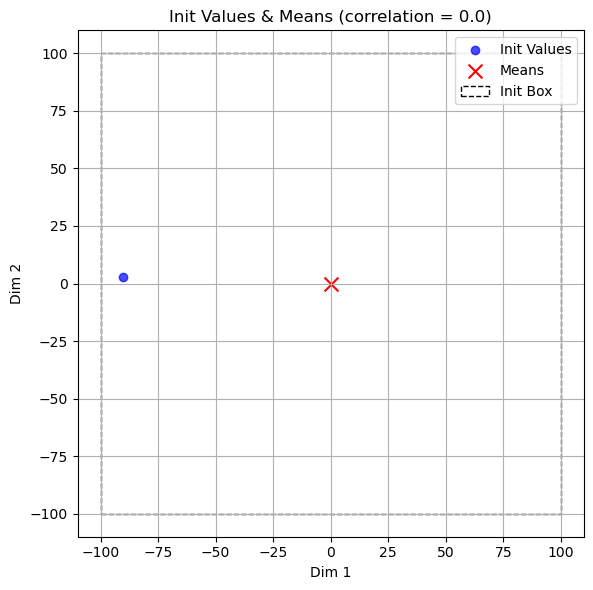 Init Values & Means (correlation = 0.0)
Init Values
Means
Init Box
100
75
50
25
0
−25
−50
−75
−100
Dim 2
−100 −75 −50 −25 0 25 50 75 100
Dim 1